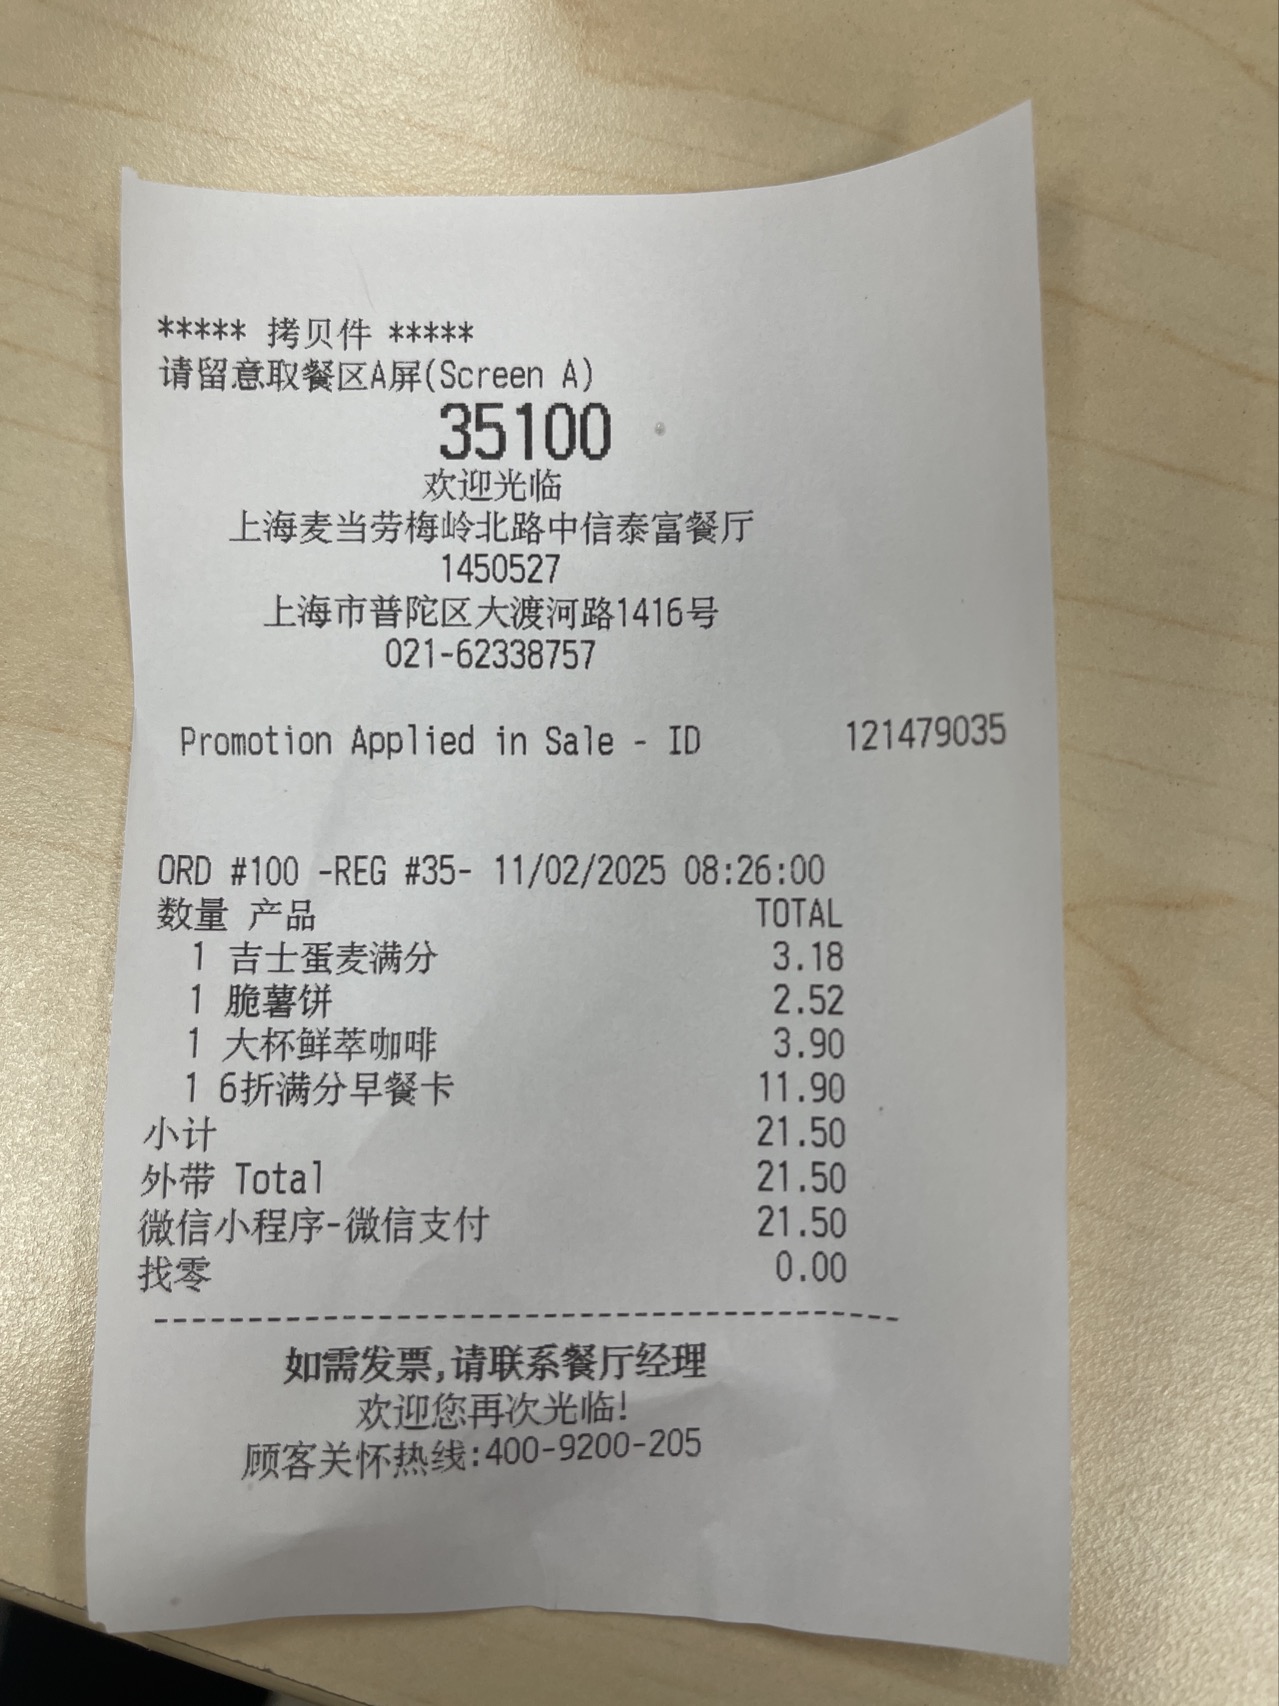 ***** 拷贝件 *****
请留意取餐区A屏(Screen A)
35100
欢迎光临
上海麦当劳梅岭北路中信泰富餐厅
1450527
上海市普陀区大渡河路1416号
021-62338757
Promotion Applied in Sale - ID 121479035
ORD #100 -REG #35- 11/02/2025 08:26:00
数量 产品 TOTAL
1 吉士蛋麦满分 3.18
1 脆薯饼 2.52
1 大杯鲜萃咖啡 3.90
1 6折满分早餐卡 11.90
小计 21.50
外带 Total 21.50
微信小程序-微信支付 21.50
找零 0.00
------------------------------------------
如需发票,请联系餐厅经理
欢迎您再次光临!
顾客关怀热线:400-9200-205